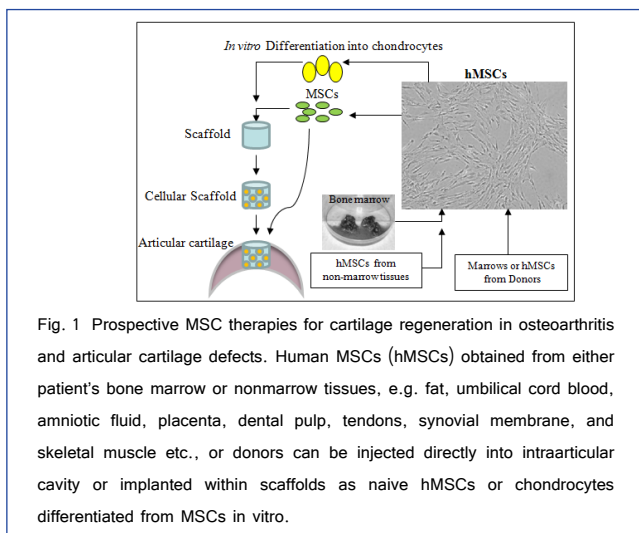 In vitro Differentiation into chondrocytes
hMSCs
MSCs
Scaffold
Cellular Scaffold
Bone marrow
Articular cartilage
hMSCs from
non-marrow tissues
Marrows or hMSCs
from Donors
Fig. 1 Prospective MSC therapies for cartilage regeneration in osteoarthritis
and articular cartilage defects. Human MSCs (hMSCs) obtained from either
patient's bone marrow or nonmarrow tissues, e.g. fat, umbilical cord blood,
amniotic fluid, placenta, dental pulp, tendons, synovial membrane, and
skeletal muscle etc., or donors can be injected directly into intraarticular
cavity or implanted within scaffolds as naive hMSCs or chondrocytes
differentiated from MSCs in vitro.